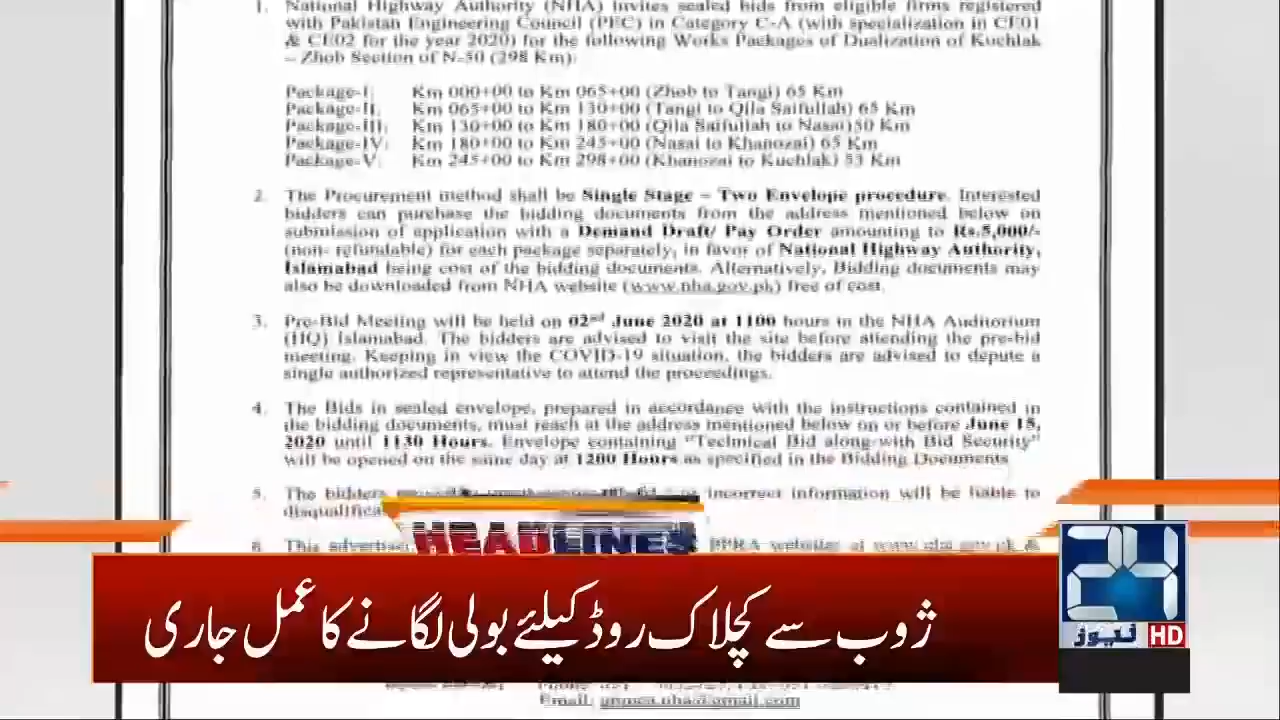 1. National Highway Authority (NHA) invites sealed bids from eligible firms registered
with Pakistan Engineering Council (PEC) in Category C-A (with specialization in CE01
& CE02 for the year 2020) for the following Works Packages of Dualization of Kuchlak
– Zhob Section of N-50 (298 Km):
Package-I: Km 000+00 to Km 065+00 (Zhob to Tangi) 65 Km
Package-II: Km 065+00 to Km 130+00 (Tangi to Qila Saifullah) 65 Km
Package-III: Km 130+00 to Km 180+00 (Qila Saifullah to Nasai)50 Km
Package-IV: Km 180+00 to Km 245+00 (Nasai to Khanozai) 65 Km
Package-V: Km 245+00 to Km 298+00 (Khanozai to Kuchlak) 53 Km
2. The Procurement method shall be Single Stage – Two Envelope procedure. Interested
bidders can purchase the bidding documents from the address mentioned below on
submission of application with a Demand Draft/ Pay Order amounting to Rs.5,000/-
(non- refundable) for each package separately, in favor of National Highway Authority,
Islamabad being cost of the bidding documents. Alternatively, Bidding documents may
also be downloaded from NHA website (www.nha.gov.pk) free of cost.
3. Pre-Bid Meeting will be held on 02nd June 2020 at 1100 hours in the NHA Auditorium
(HQ) Islamabad. The bidders are advised to visit the site before attending the pre-bid
meeting. Keeping in view the COVID-19 situation, the bidders are advised to depute a
single authorized representative to attend the proceedings.
4. The Bids in sealed envelope, prepared in accordance with the instructions contained in
the bidding documents, must reach at the address mentioned below on or before June 15,
2020 until 1130 Hours. Envelope containing "Technical Bid along-with Bid Security"
will be opened on the same day at 1200 Hours as specified in the Bidding Documents
5. The bidders incorrect information will be liable to
disqualifica
6. This advertis PPRA website at www.nha.gov.pk &
HEADLINES
ژوب سے کچلاک روڈ کیلئے بولی لگانے کا عمل جاری
24
نیوز HD
Email: